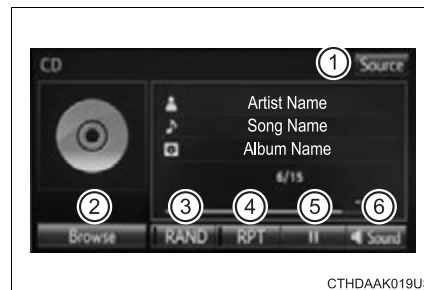 CD
1 Source
Artist Name
Song Name
Album Name
6/15
2 3 4 5 6
Browse RAND RPT Sound
CTHDAAK019US